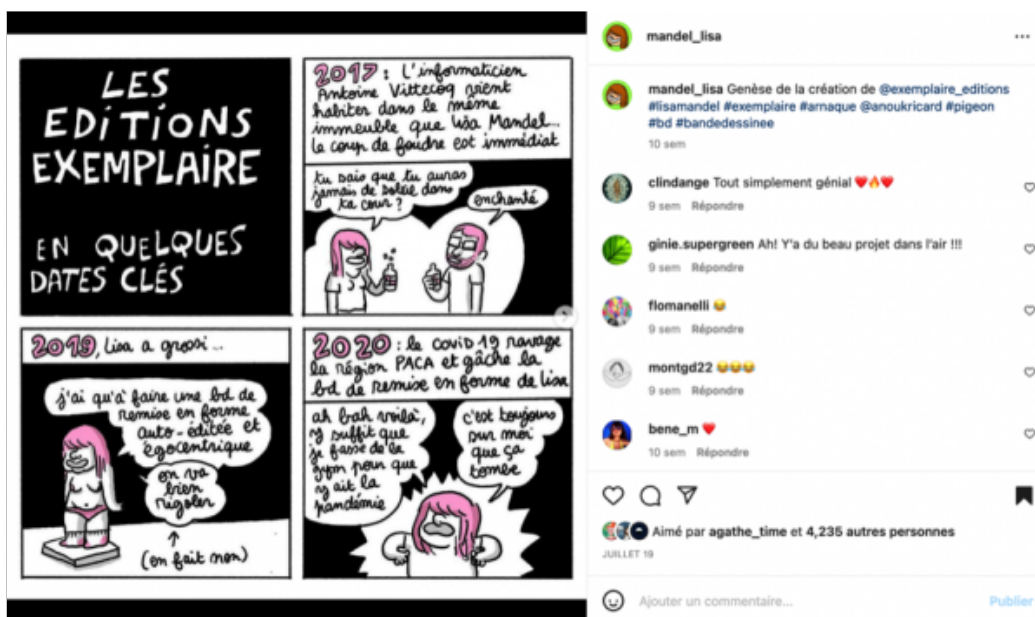 LES
EDITIONS
EXEMPLAIRE
EN QUELQUES
DATES CLÉS
2017 : L'informaticien
Antoine Vittecoq vient
habiter dans le même
immeuble que Lisa Mandel...
le coup de foudre est immédiat
tu sais que tu auras
jamais de soleil dans
ta cour ?
enchanté
2019, Lisa a grossi...
j'ai qu'à faire une bd de
remise en forme
auto-éditée et
égocentrique
on va
bien
rigoler
(en fait non)
2020 : le covid 19 ravage
la région PACA et gâche la
bd de remise en forme de Lisa
ah bah voilà,
y suffit que
je fasse de la
gym pour que
y ait la
pandémie
c'est toujours
sur moi
que ça
tombe
mandel_lisa
mandel_lisa Genèse de la création de @exemplaire_editions
#lisamandel #exemplaire #arnaque @anoukricard #pigeon
#bd #bandedessinee
10 sem
clindange Tout simplement génial ❤️🔥❤️
9 sem Répondre
ginie.supergreen Ah! Y'a du beau projet dans l'air !!!
9 sem Répondre
flomanelli 😂
9 sem Répondre
montgd22 😂😂😂
9 sem Répondre
bene_m ❤️
10 sem Répondre
Aimé par agathe_time et 4,235 autres personnes
JUILLET 19
Ajouter un commentaire...
Publier